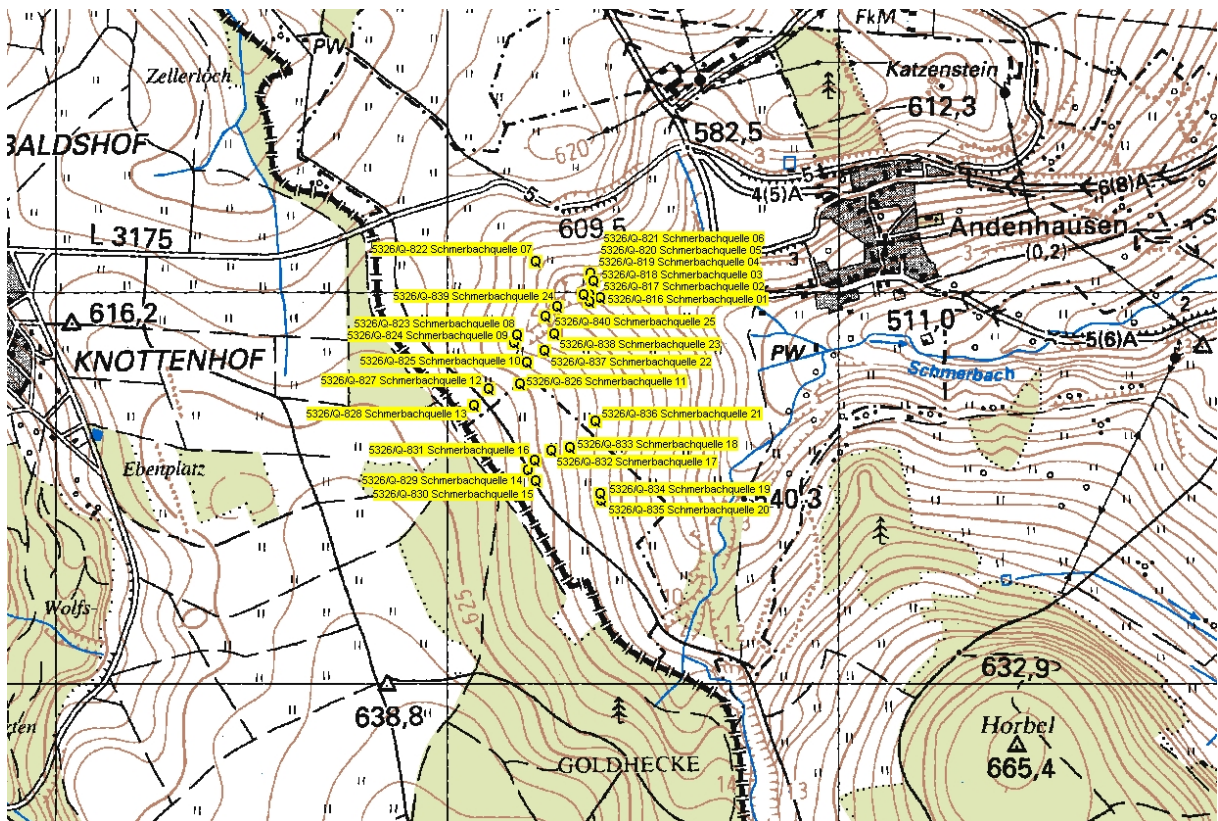 FkM
PW
Zellerloch
Katzenstein
612,3
582,5
620
3
BALDSHOF
5
5
4(5)A
6(8)A
L 3175
609,5
Andenhausen
(0,2)
3
5326/Q-821 Schmerbachquelle 06
5326/Q-822 Schmerbachquelle 07
5326/Q-820 Schmerbachquelle 05
5326/Q-819 Schmerbachquelle 04
5326/Q-818 Schmerbachquelle 03
5326/Q-817 Schmerbachquelle 02
5326/Q-839 Schmerbachquelle 24
5326/Q-816 Schmerbachquelle 01
616,2
5326/Q-823 Schmerbachquelle 08
5326/Q-840 Schmerbachquelle 25
511,0
2
5326/Q-824 Schmerbachquelle 09
5326/Q-838 Schmerbachquelle 23
5(6)A
KNOTTENHOF
5326/Q-825 Schmerbachquelle 10
5326/Q-837 Schmerbachquelle 22
PW
Schmerbach
5326/Q-827 Schmerbachquelle 12
5326/Q-826 Schmerbachquelle 11
5326/Q-828 Schmerbachquelle 13
5326/Q-836 Schmerbachquelle 21
5326/Q-833 Schmerbachquelle 18
5326/Q-831 Schmerbachquelle 16
5326/Q-832 Schmerbachquelle 17
Ebenplatz
5326/Q-829 Schmerbachquelle 14
5326/Q-834 Schmerbachquelle 19
5326/Q-830 Schmerbachquelle 15
40,3
5326/Q-835 Schmerbachquelle 20
Wolfs-
625
10
12
632,9
638,8
Horbel
GOLDHECKE
665,4
14
13